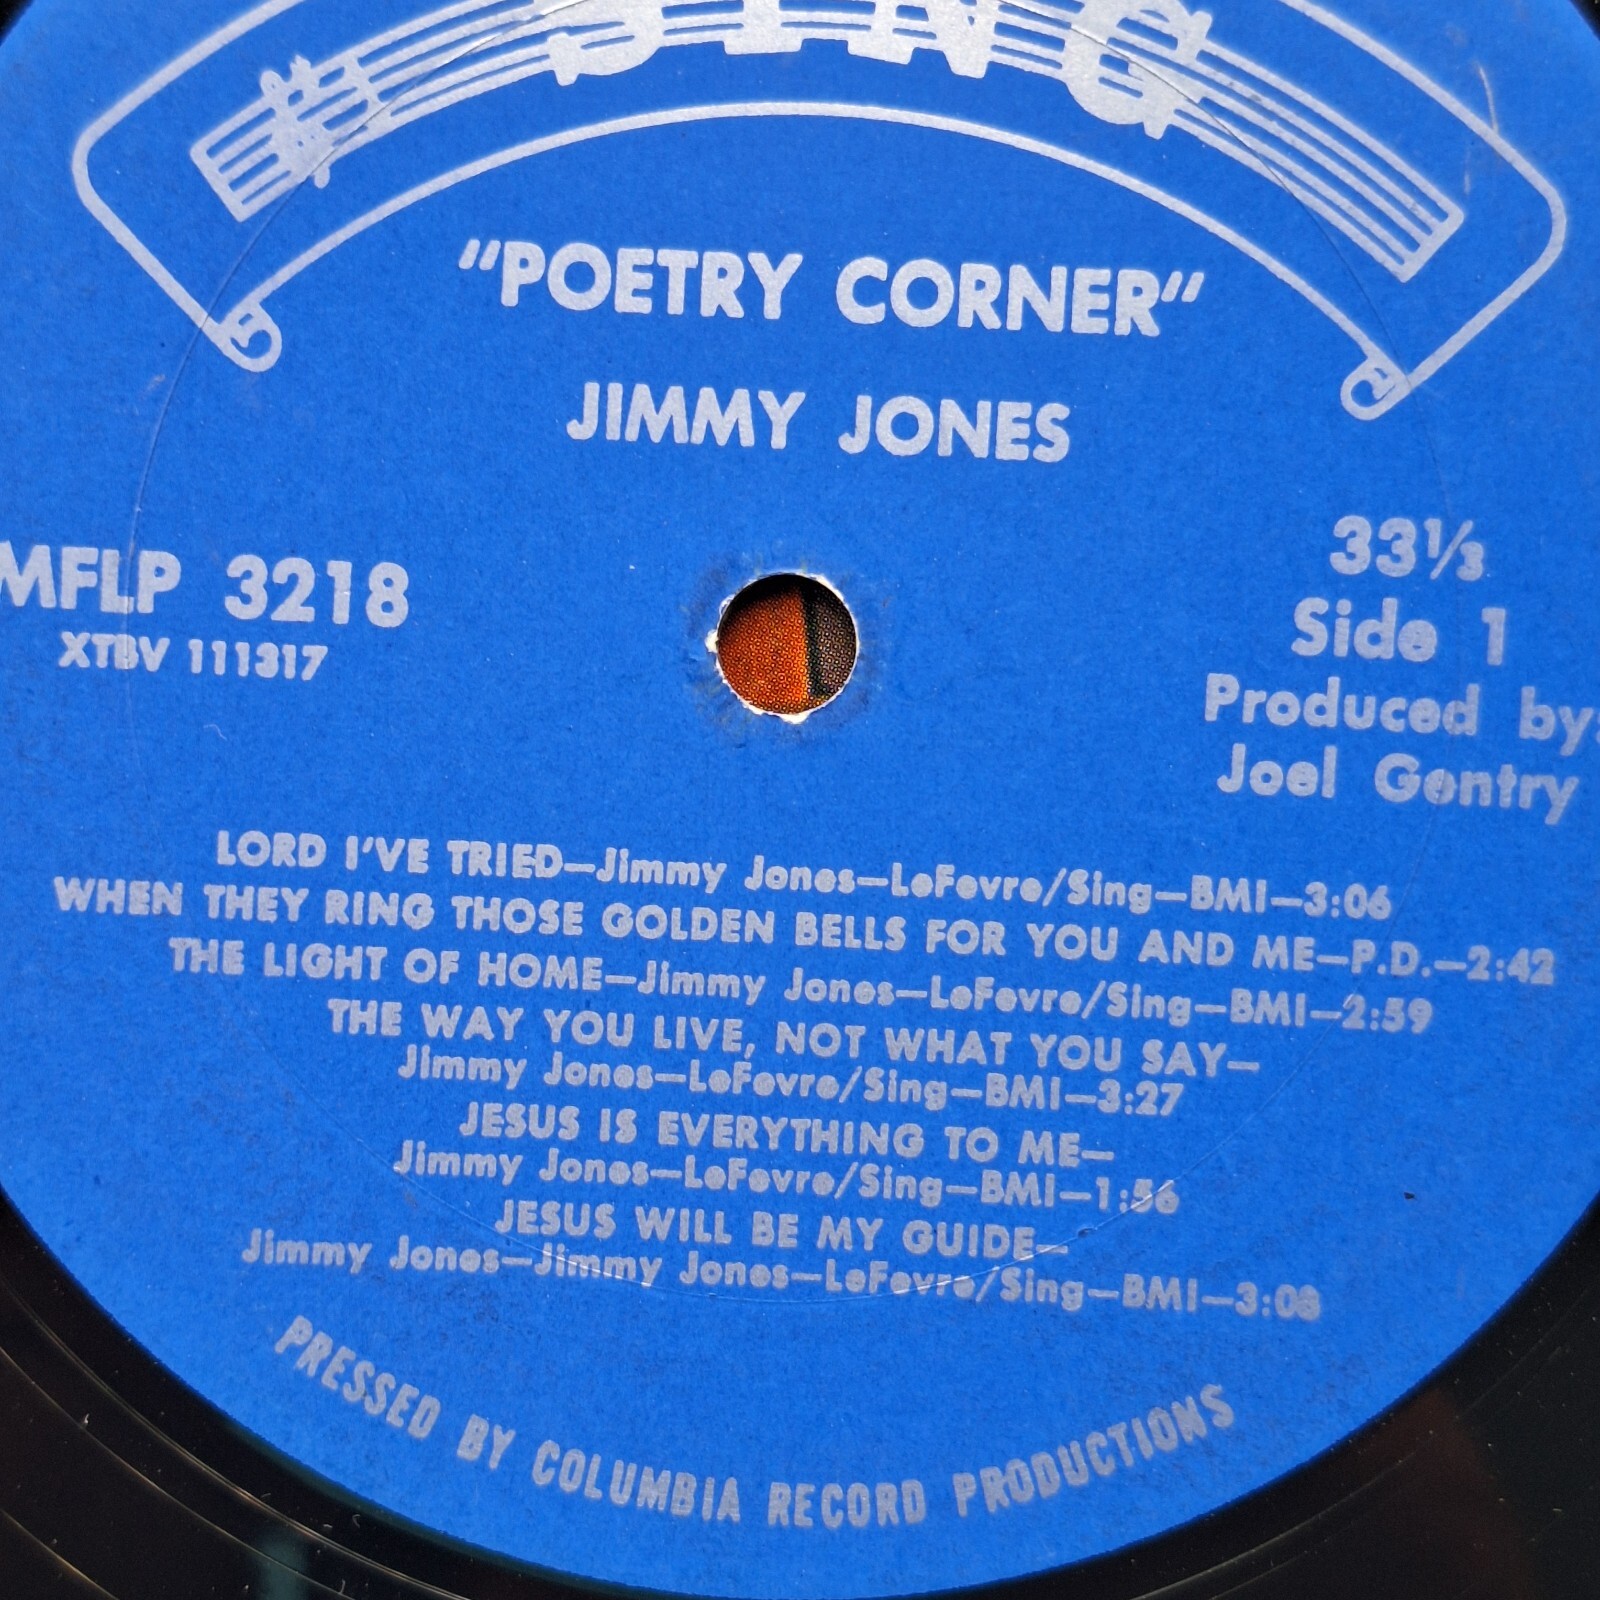 SING
"POETRY CORNER"
JIMMY JONES
MFLP 3218
XTBV 111317
33⅓
Side 1
Produced by:
Joel Gentry
LORD I'VE TRIED—Jimmy Jones—LeFevre/Sing—BMI—3:06
WHEN THEY RING THOSE GOLDEN BELLS FOR YOU AND ME—P.D.—2:42
THE LIGHT OF HOME—Jimmy Jones—LeFevre/Sing—BMI—2:59
THE WAY YOU LIVE, NOT WHAT YOU SAY—
Jimmy Jones—LeFevre/Sing—BMI—3:27
JESUS IS EVERYTHING TO ME—
Jimmy Jones—LeFevre/Sing—BMI—1:56
JESUS WILL BE MY GUIDE—
Jimmy Jones—Jimmy Jones—LeFevre/Sing—BMI—3:08
PRESSED BY COLUMBIA RECORD PRODUCTIONS